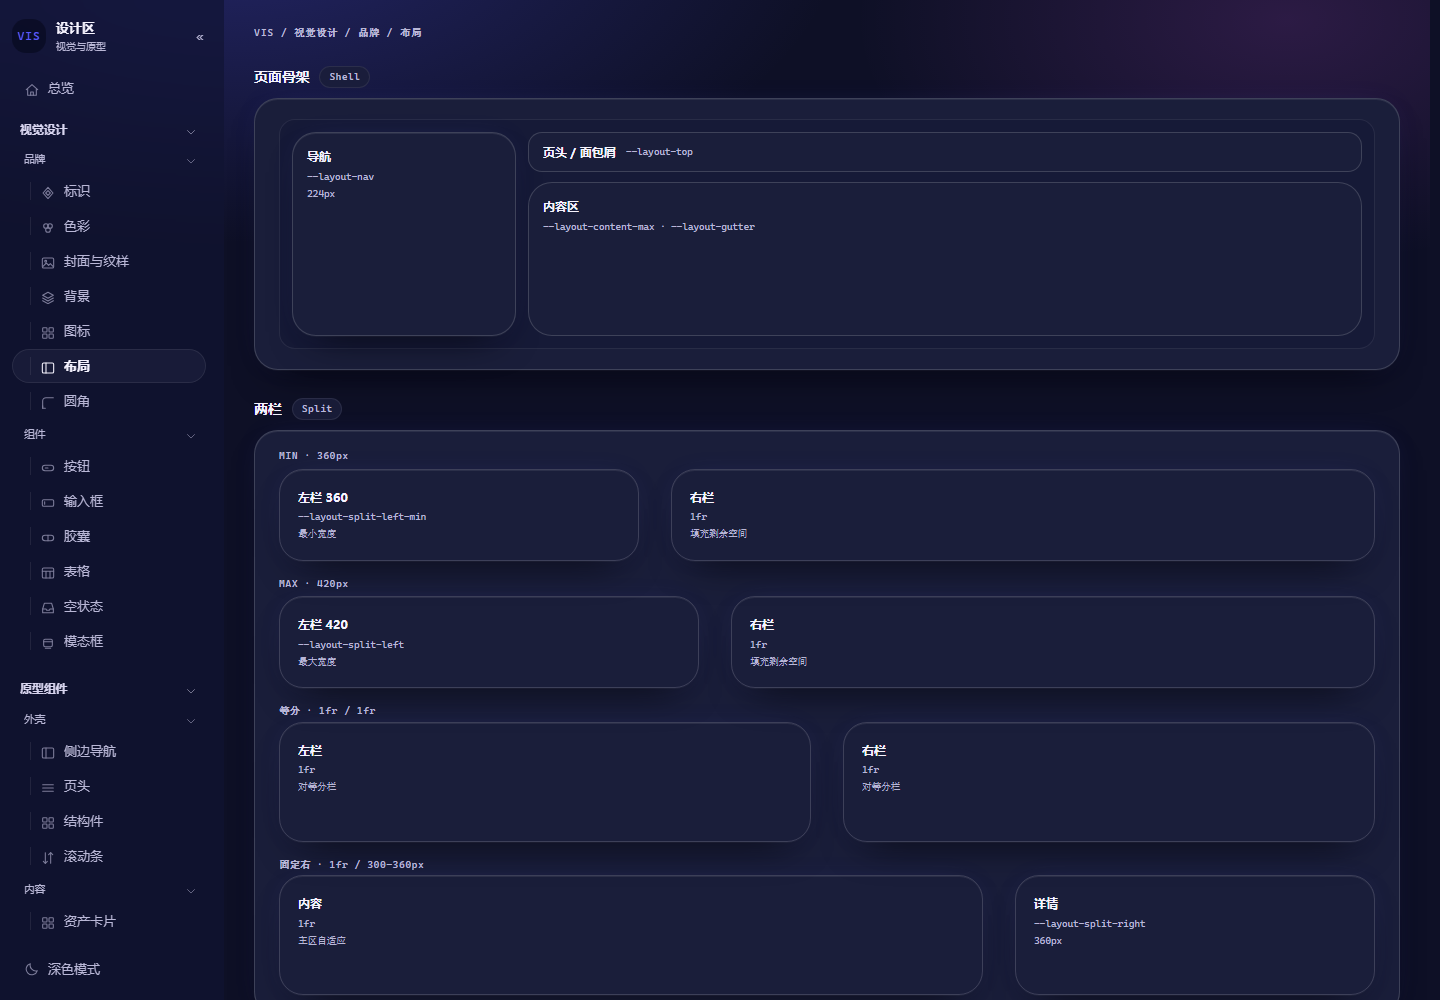 VIS
设计区
视觉与原型
«
总览
视觉设计
品牌
标识
色彩
封面与纹样
背景
图标
布局
圆角
组件
按钮
输入框
胶囊
表格
空状态
模态框
原型组件
外壳
侧边导航
页头
结构件
滚动条
内容
资产卡片
深色模式
VIS / 视觉设计 / 品牌 / 布局
页面骨架 Shell
导航
--layout-nav
224px
页头 / 面包屑 --layout-top
内容区
--layout-content-max · --layout-gutter
两栏 Split
MIN · 360px
左栏 360
--layout-split-left-min
最小宽度
右栏
1fr
填充剩余空间
MAX · 420px
左栏 420
--layout-split-left
最大宽度
右栏
1fr
填充剩余空间
等分 · 1fr / 1fr
左栏
1fr
对等分栏
右栏
1fr
对等分栏
固定右 · 1fr / 300–360px
内容
1fr
主区自适应
详情
--layout-split-right
360px